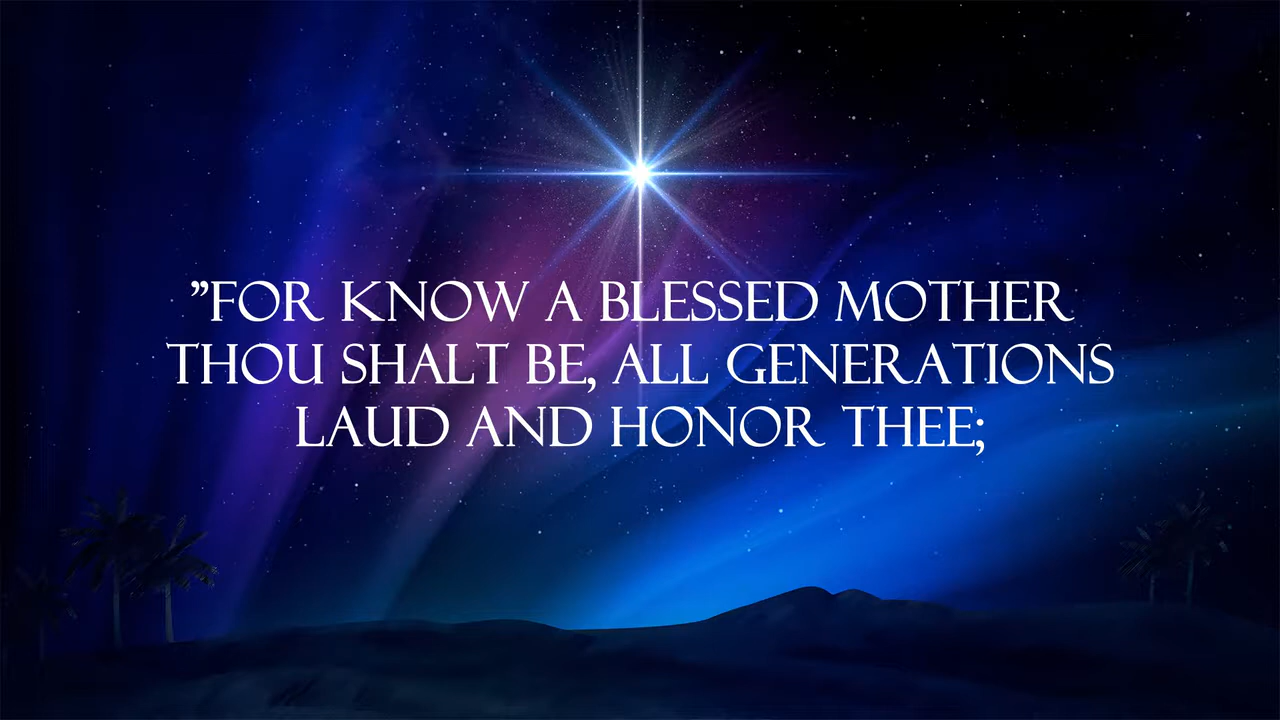 ”FOR KNOW A BLESSED MOTHER
THOU SHALT BE, ALL GENERATIONS
LAUD AND HONOR THEE;